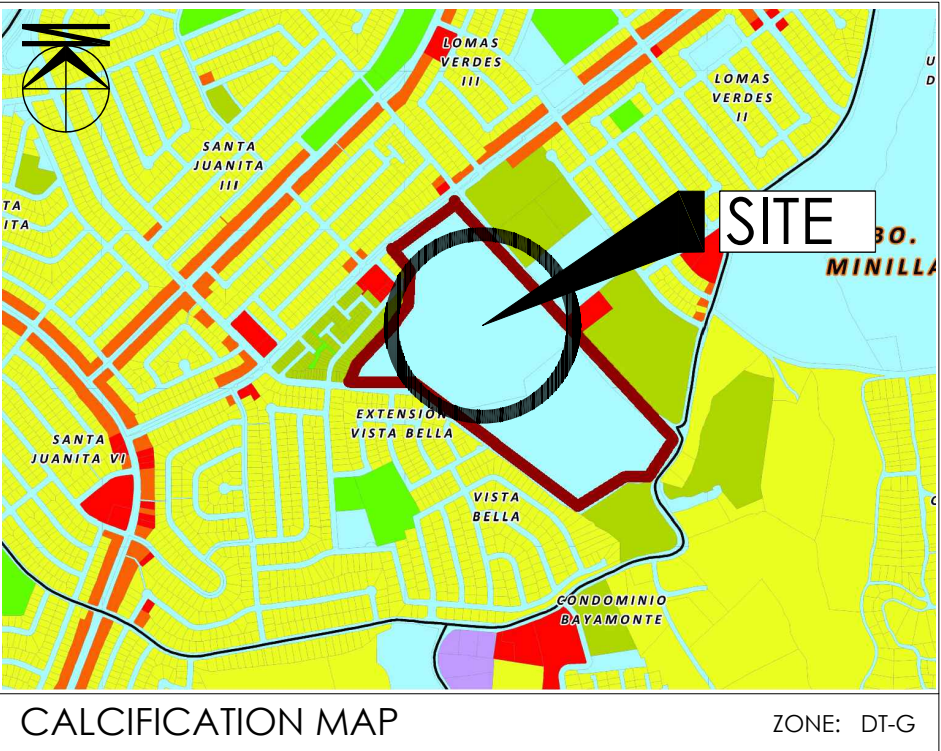 N
LOMAS
VERDES
III
LOMAS
VERDES
II
U
D
SANTA
JUANITA
III
TA
ITA
SITE
BO.
MINILLA
EXTENSION
VISTA BELLA
SANTA
JUANITA VI
VISTA
BELLA
C
CONDOMINIO
BAYAMONTE
CALCIFICATION MAP
ZONE: DT-G